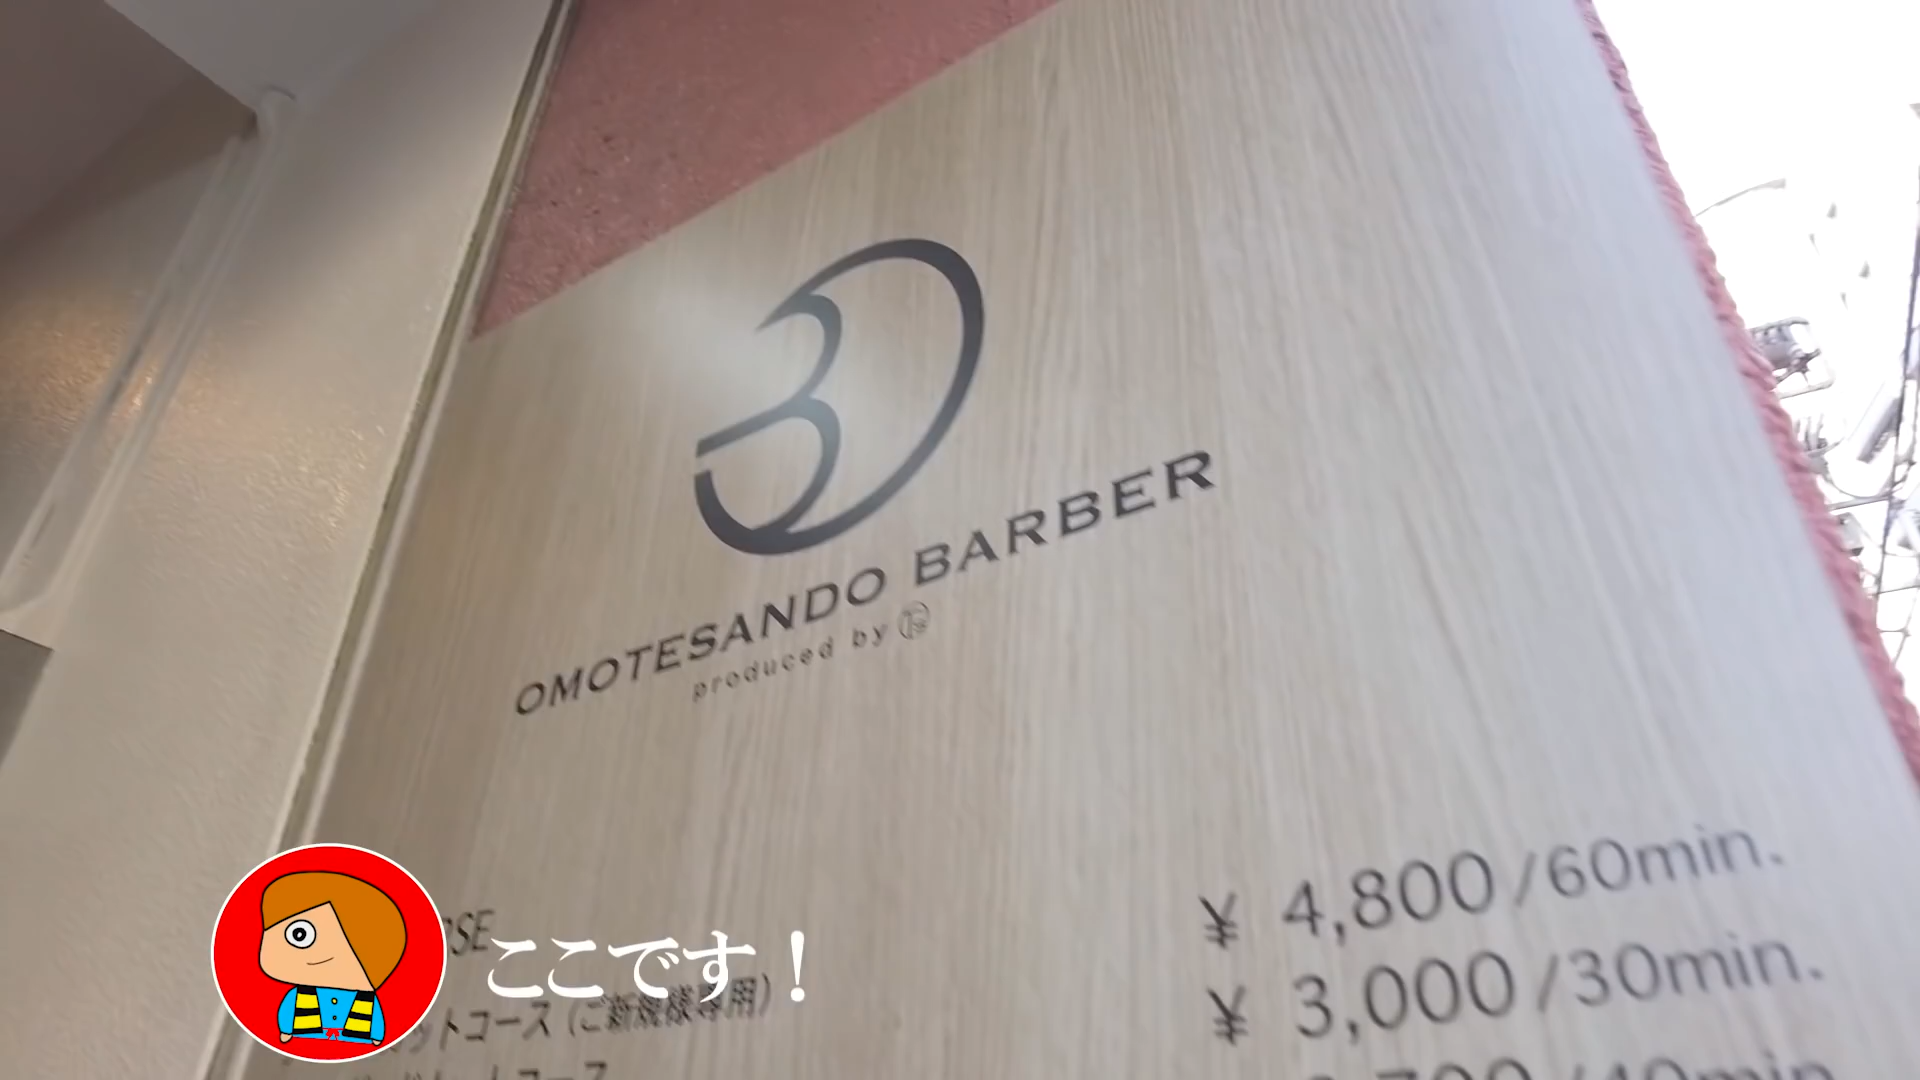 OMOTESANDO BARBER
produced by
¥ 4,800/60min.
ここです！
トコース（ご新規様専用）
¥ 3,000/30min.